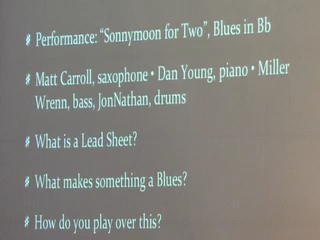 Performance: “Sonnymoon for Two”, Blues in Bb
Matt Carroll, saxophone • Dan Young, piano • Miller
Wrenn, bass, JonNathan, drums
What is a Lead Sheet?
What makes something a Blues?
How do you play over this?